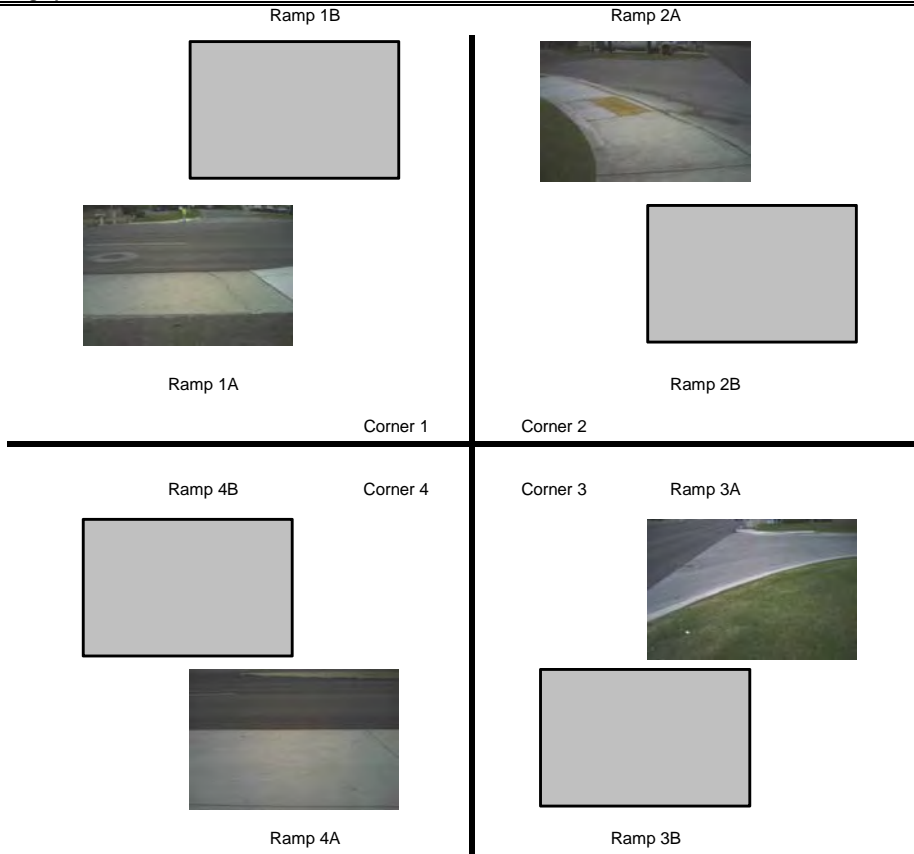 Ramp 1B Ramp 2A
Ramp 1A Ramp 2B
Corner 1 Corner 2
Ramp 4B Corner 4 Corner 3 Ramp 3A
Ramp 4A Ramp 3B